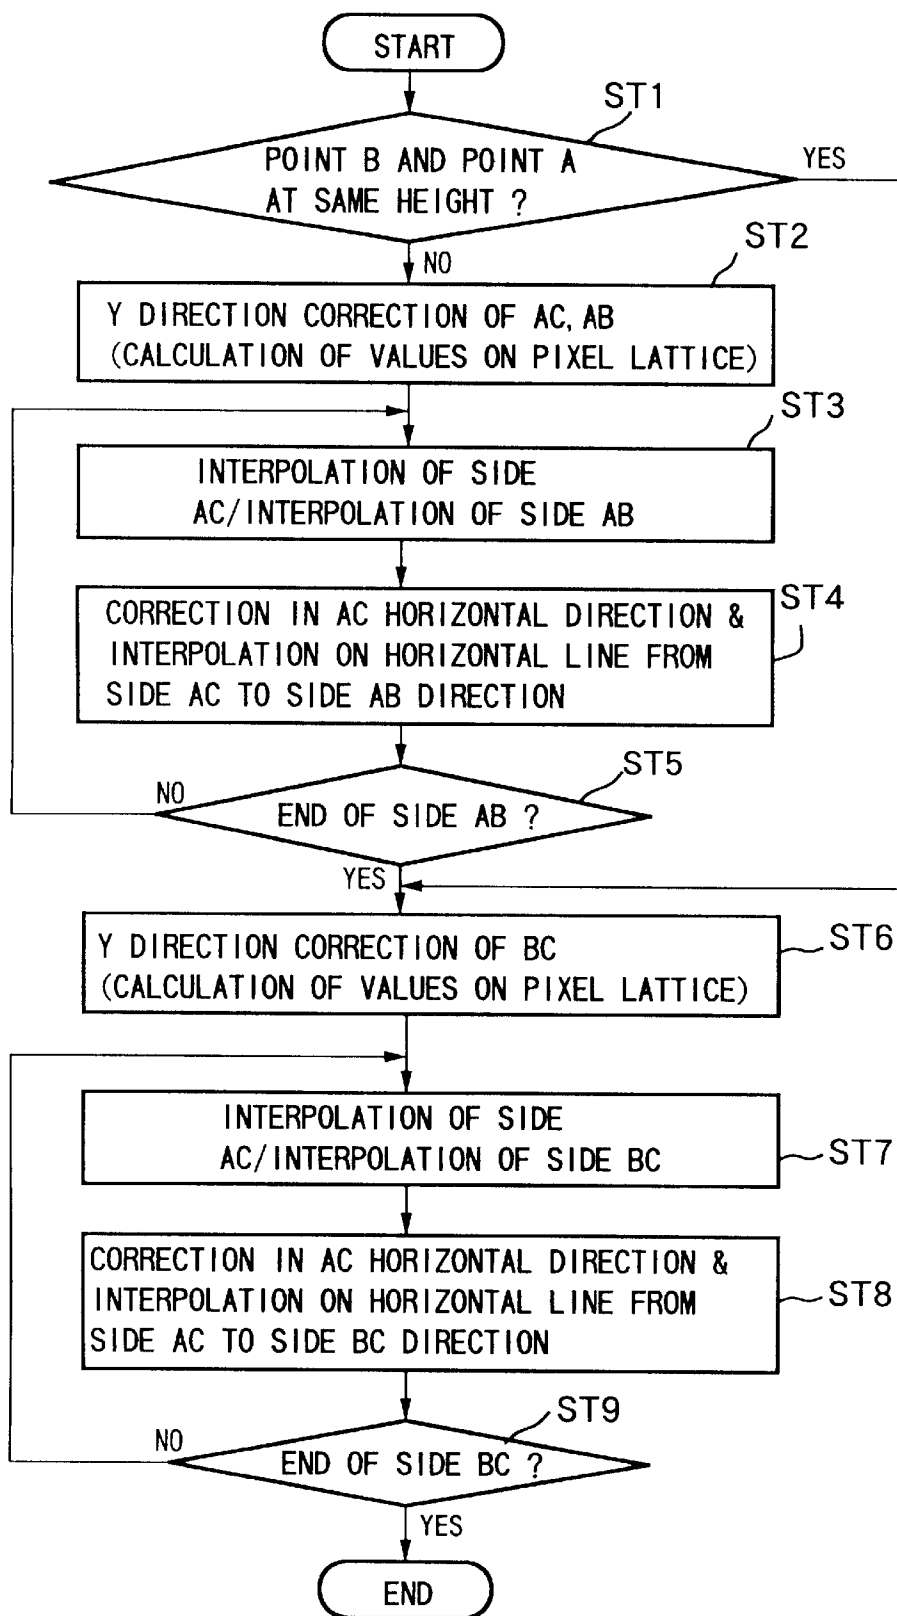 START
ST1
POINT B AND POINT A
AT SAME HEIGHT ?
YES
NO
ST2
Y DIRECTION CORRECTION OF AC, AB
(CALCULATION OF VALUES ON PIXEL LATTICE)
ST3
INTERPOLATION OF SIDE
AC/INTERPOLATION OF SIDE AB
ST4
CORRECTION IN AC HORIZONTAL DIRECTION &
INTERPOLATION ON HORIZONTAL LINE FROM
SIDE AC TO SIDE AB DIRECTION
ST5
NO
END OF SIDE AB ?
YES
ST6
Y DIRECTION CORRECTION OF BC
(CALCULATION OF VALUES ON PIXEL LATTICE)
INTERPOLATION OF SIDE
AC/INTERPOLATION OF SIDE BC
ST7
CORRECTION IN AC HORIZONTAL DIRECTION &
INTERPOLATION ON HORIZONTAL LINE FROM
SIDE AC TO SIDE BC DIRECTION
ST8
ST9
NO
END OF SIDE BC ?
YES
END